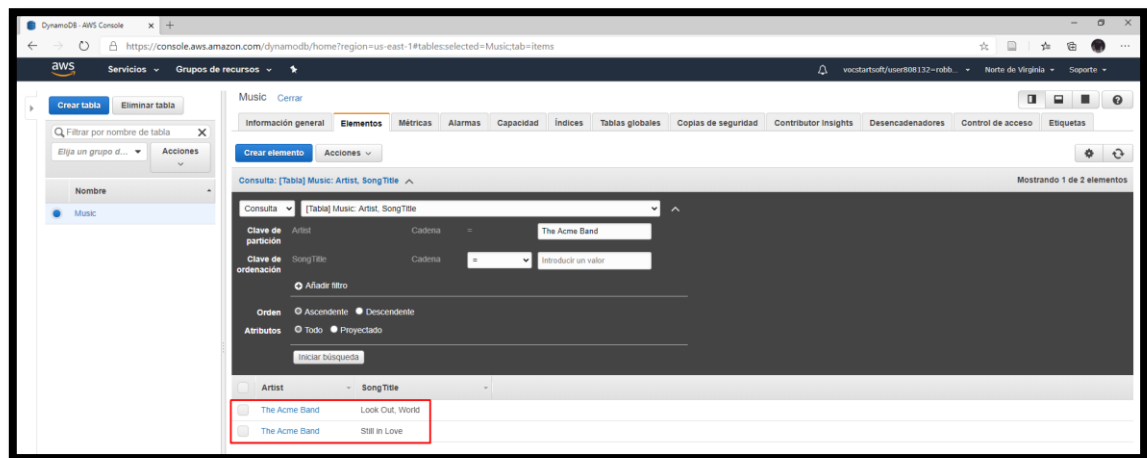 DynamoDB - AWS Console
https://console.aws.amazon.com/dynamodb/home?region=us-east-1#tables:selected=Music;tab=items
aws Servicios Grupos de recursos vocstartsoft/user808132=robb... Norte de Virginia Soporte
Crear tabla Eliminar tabla
Music Cerrar
Filtrar por nombre de tabla X
Información general Elementos Métricas Alarmas Capacidad Índices Tablas globales Copias de seguridad Contributor Insights Desencadenadores Control de acceso Etiquetas
Elija un grupo d... Acciones
Crear elemento Acciones
Consulta: [Tabla] Music: Artist, SongTitle Mostrando 1 de 2 elementos
Nombre
Music
Consulta [Tabla] Music: Artist, SongTitle
Clave de partición Artist Cadena = The Acme Band
Clave de ordenación SongTitle Cadena = Introducir un valor
Añadir filtro
Orden Ascendente Descendente
Atributos Todo Proyectado
Iniciar búsqueda
Artist SongTitle
The Acme Band Look Out, World
The Acme Band Still in Love